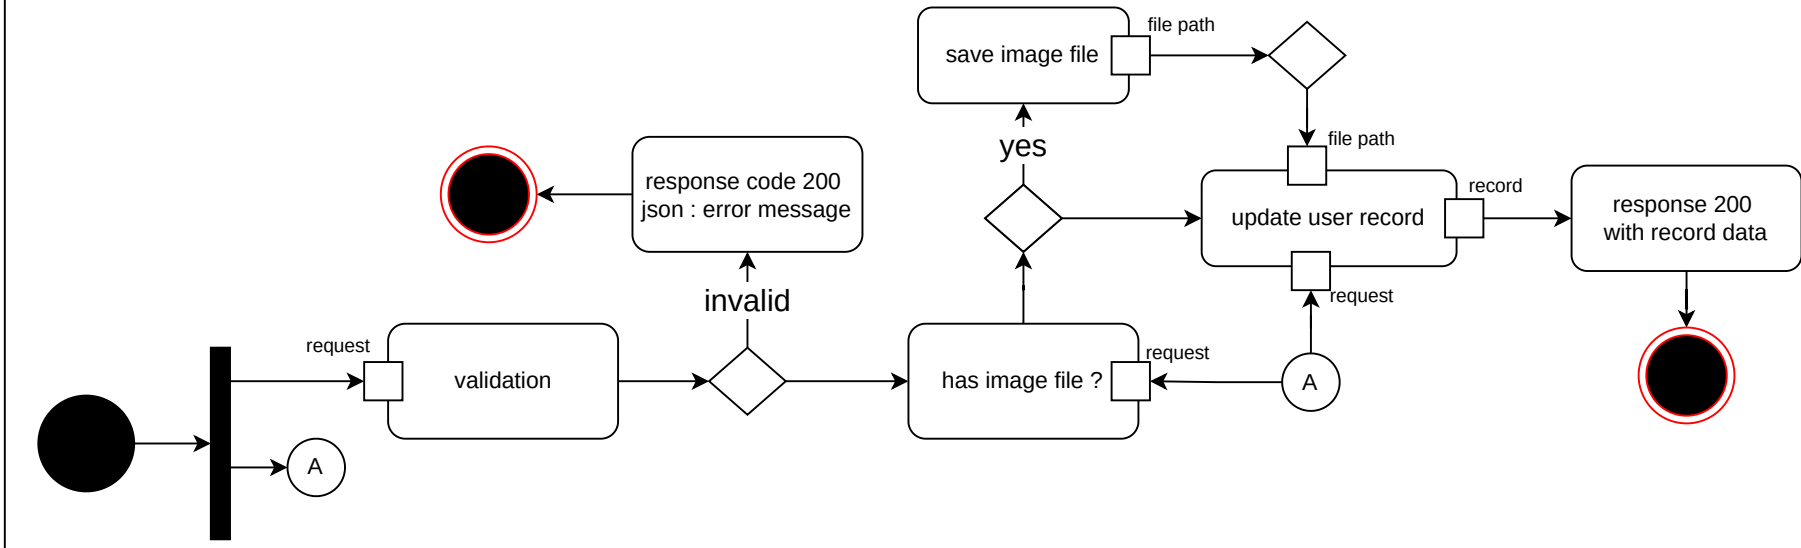 file path
save image file
yes
file path
response code 200
json : error message
record
update user record
response 200
with record data
invalid
request
request
request
validation
has image file ?
A
A